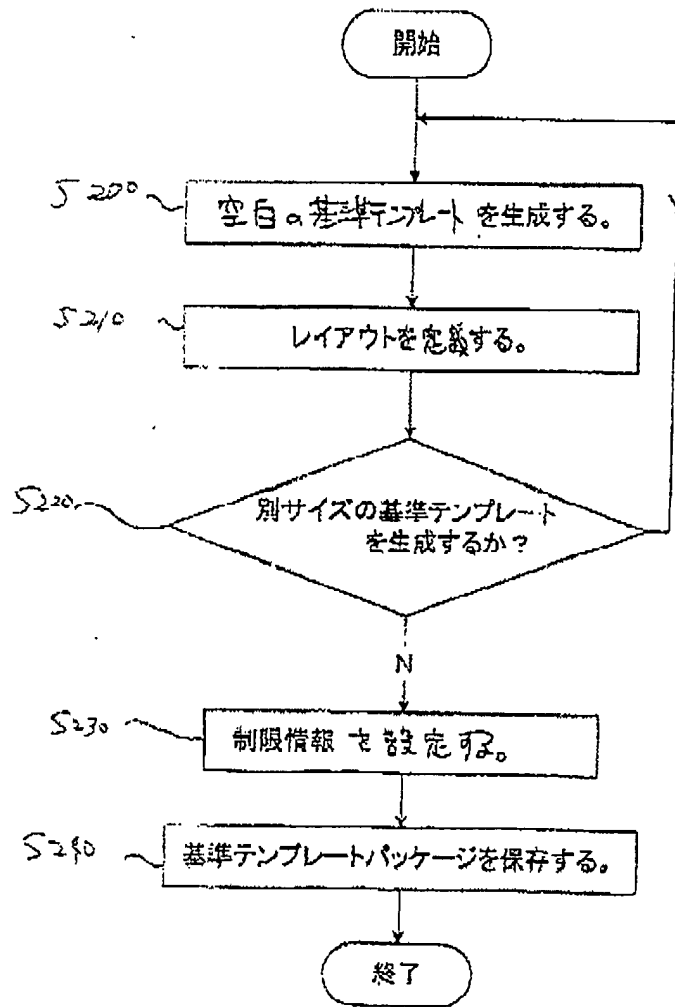 開始
S200
空白の基準テンプレートを生成する。
S210
レイアウトを定義する。
S220
別サイズの基準テンプレート
を生成するか?
N
S230
制限情報を設定する。
S240
基準テンプレートパッケージを保存する。
終了